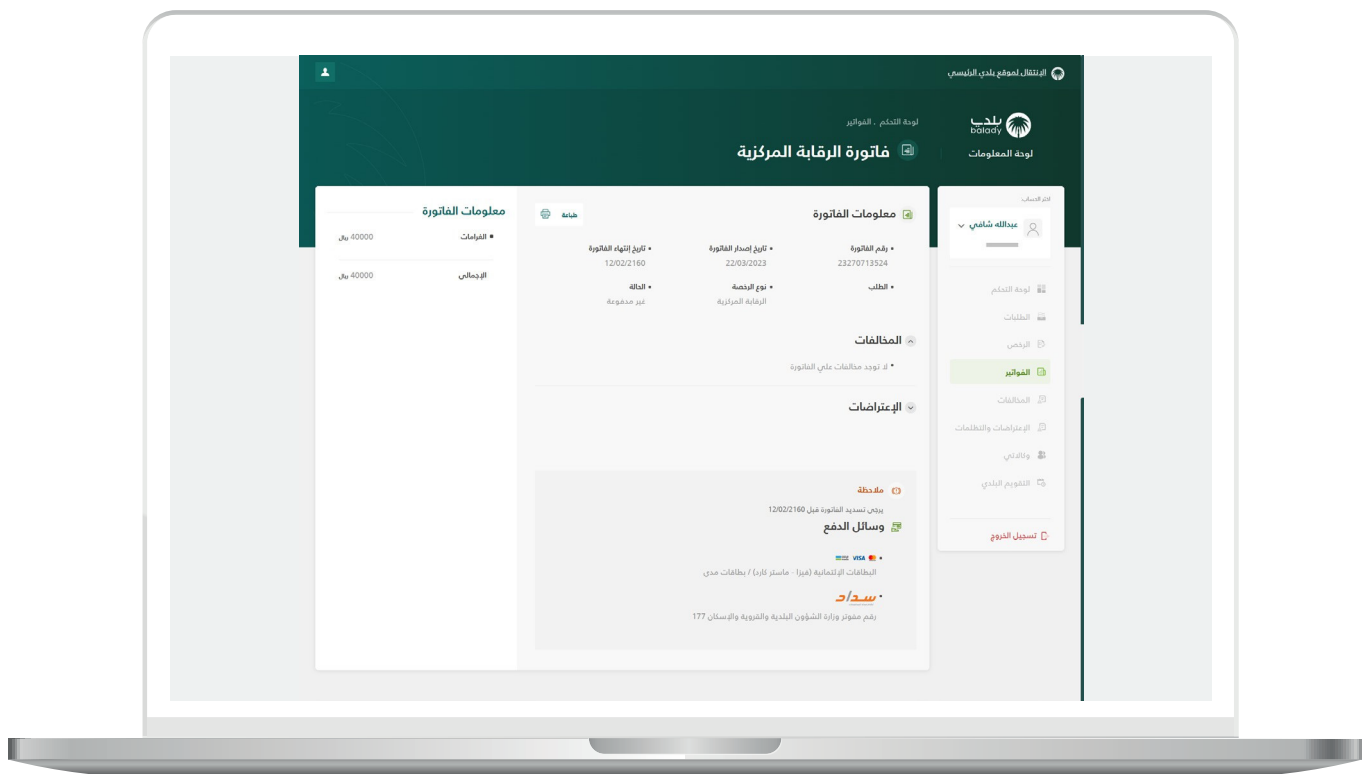 الإنتقال لموقع بلدي الرئيسي
بلدي
balady
لوحة المعلومات
لوحة التحكم . الفواتير
فاتورة الرقابة المركزية
اختر الحساب
عبدالله شافي
لوحة التحكم
الطلبات
الرخص
الفواتير
المخالفات
الإعتراضات والتظلمات
وكالاتي
التقويم البلدي
تسجيل الخروج
معلومات الفاتورة
طباعة
• رقم الفاتورة • تاريخ إصدار الفاتورة • تاريخ إنتهاء الفاتورة
23270713524 22/03/2023 12/02/2160
• الطلب • نوع الرخصة • الحالة
الرقابة المركزية غير مدفوعة
المخالفات
• لا توجد مخالفات على الفاتورة
الإعتراضات
ملاحظة
يرجى تسديد الفاتورة قبل 12/02/2160
وسائل الدفع
VISA
البطاقات الإئتمانية (فيزا - ماستر كارد) / بطاقات مدى
سداد
رقم مفوتر وزارة الشؤون البلدية والقروية والإسكان 177
معلومات الفاتورة
الغرامات 40000 ريال
الإجمالي 40000 ريال